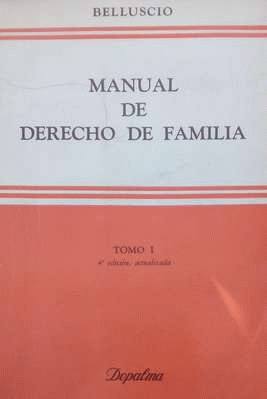 BELLUSCIO
MANUAL
DE
DERECHO DE FAMILIA
TOMO I
4ª edición, actualizada
Depalma